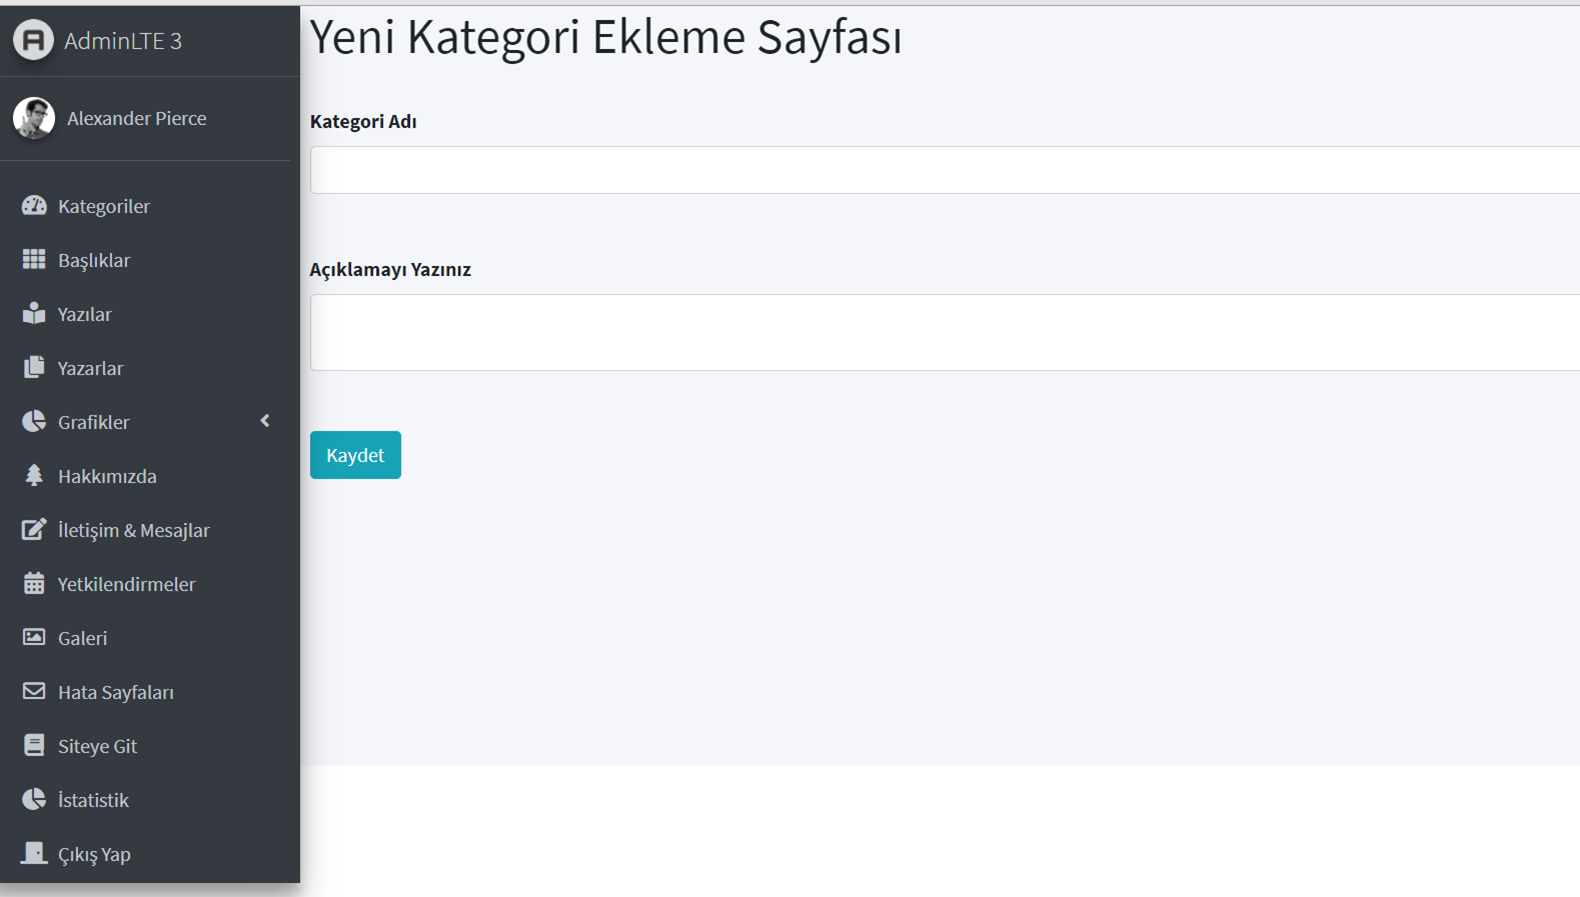 AdminLTE 3
Alexander Pierce
Kategoriler
Başlıklar
Yazılar
Yazarlar
Grafikler
Hakkımızda
İletişim & Mesajlar
Yetkilendirmeler
Galeri
Hata Sayfaları
Siteye Git
İstatistik
Çıkış Yap
Yeni Kategori Ekleme Sayfası
Kategori Adı
Açıklamayı Yazınız
Kaydet